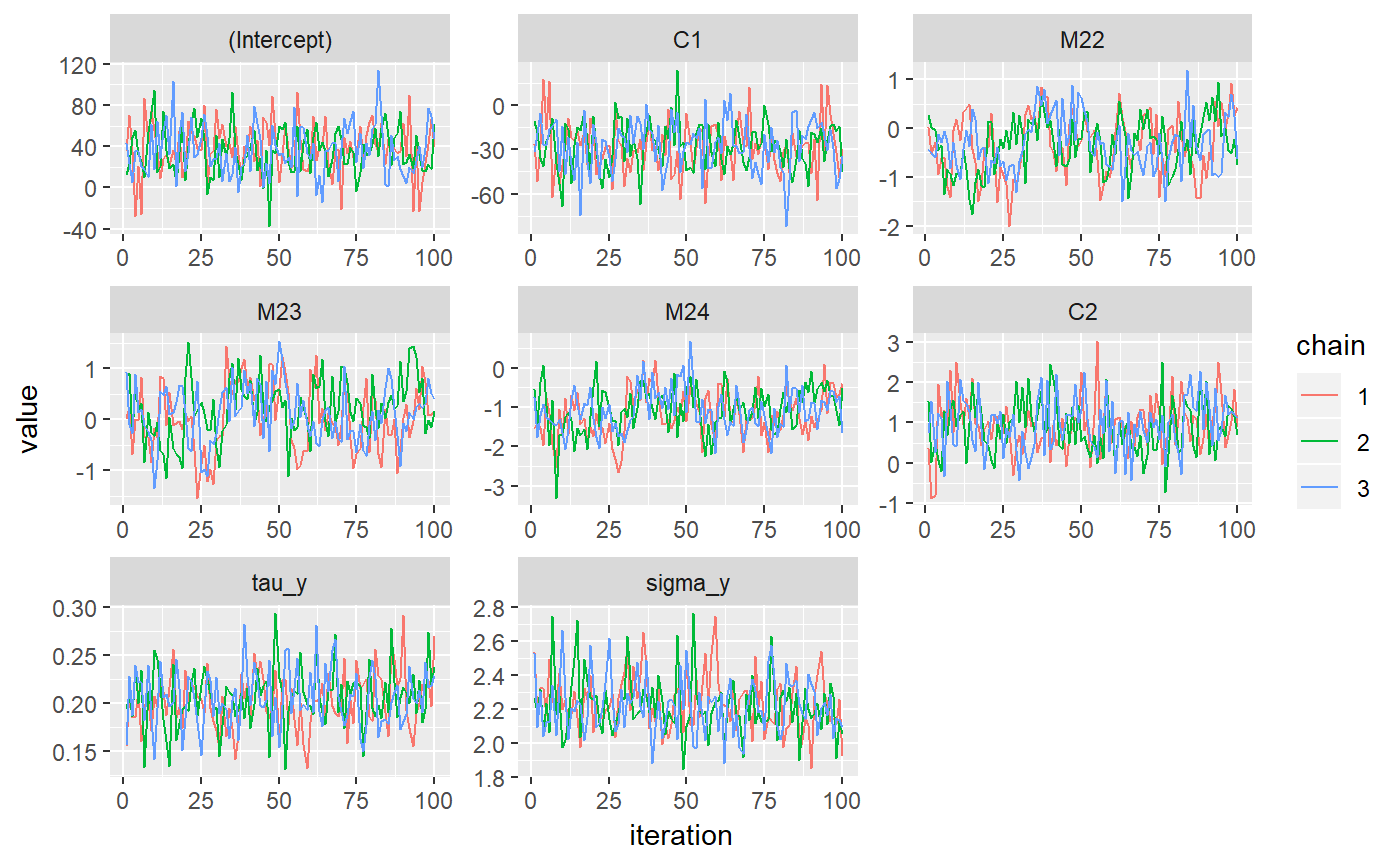 (Intercept) C1 M22
120 80 40 0 -40
0 -30 -60
1 0 -1 -2
0 25 50 75 100 0 25 50 75 100 0 25 50 75 100
M23 M24 C2
1 0 -1
0 -1 -2 -3
3 2 1 0 -1
0 25 50 75 100 0 25 50 75 100 0 25 50 75 100
value
chain
1
2
3
tau_y sigma_y
0.30 0.25 0.20 0.15
2.8 2.6 2.4 2.2 2.0 1.8
0 25 50 75 100 0 25 50 75 100
iteration